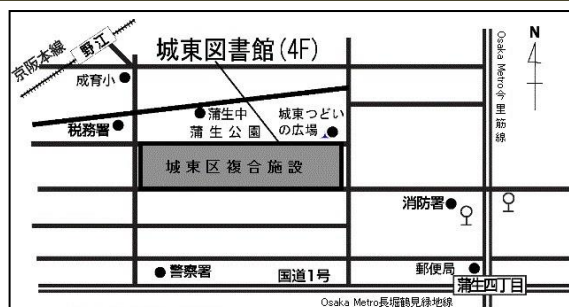 京阪本線
野江
城東図書館(4F)
N
成育小
Osaka Metro今里筋線
蒲生中
蒲生公園
城東つどい
の広場
税務署
城東区複合施設
消防署
警察署
国道1号
郵便局
蒲生四丁目
Osaka Metro長堀鶴見緑地線